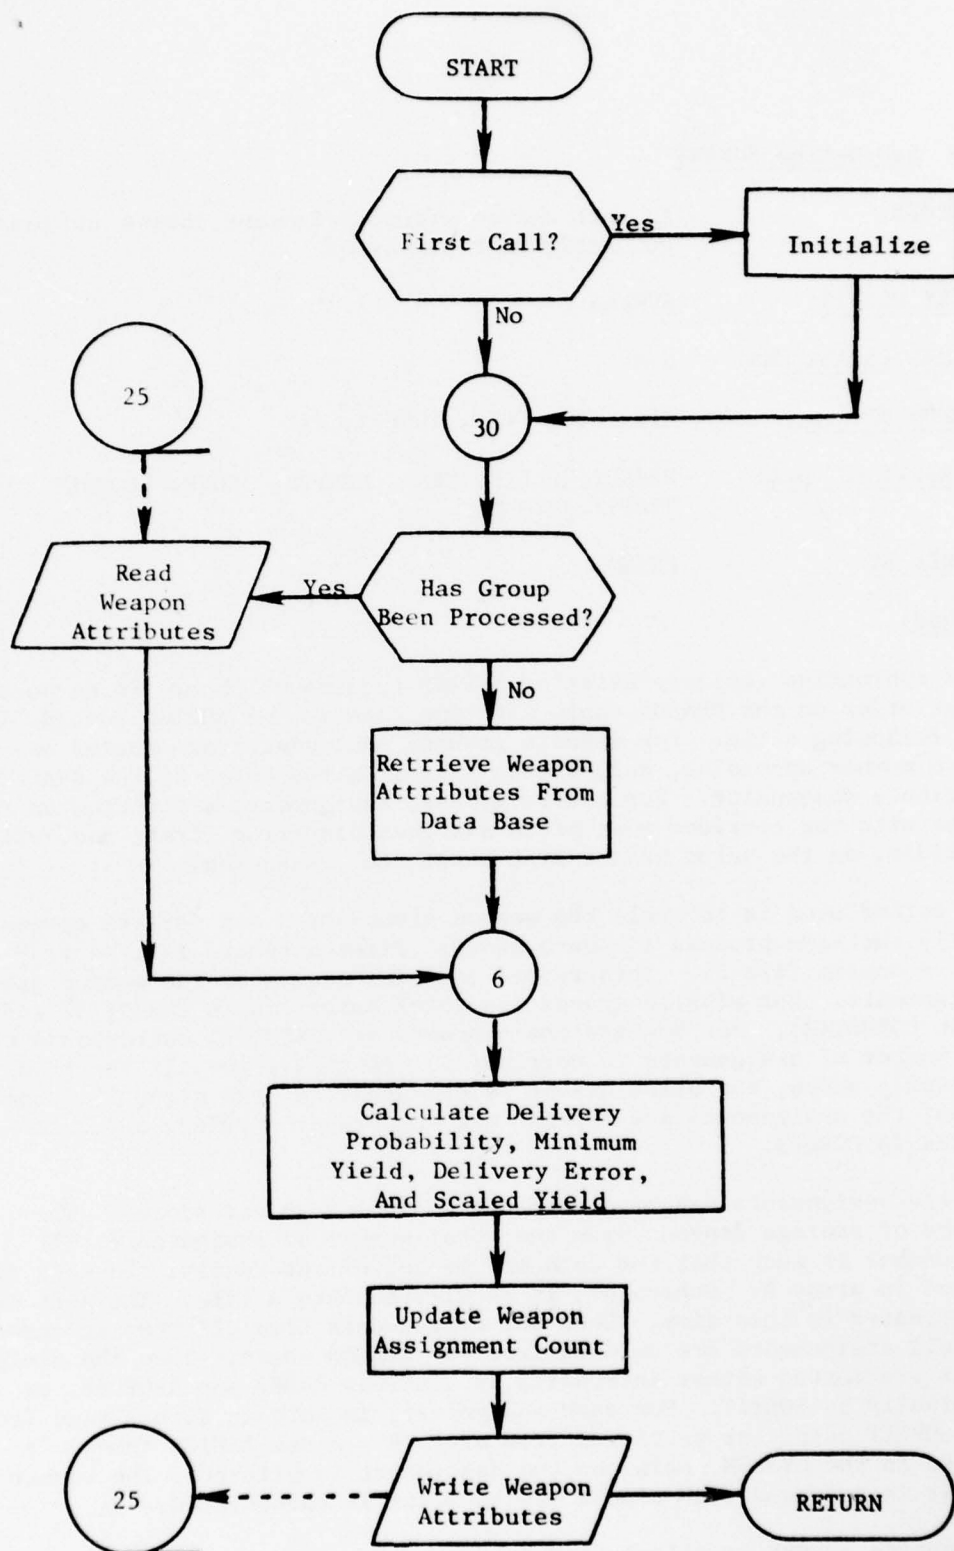 START
First Call?
Yes
Initialize
No
25
30
Read
Weapon
Attributes
Yes
Has Group
Been Processed?
No
Retrieve Weapon
Attributes From
Data Base
6
Calculate Delivery
Probability, Minimum
Yield, Delivery Error,
And Scaled Yield
Update Weapon
Assignment Count
25
Write Weapon
Attributes
RETURN